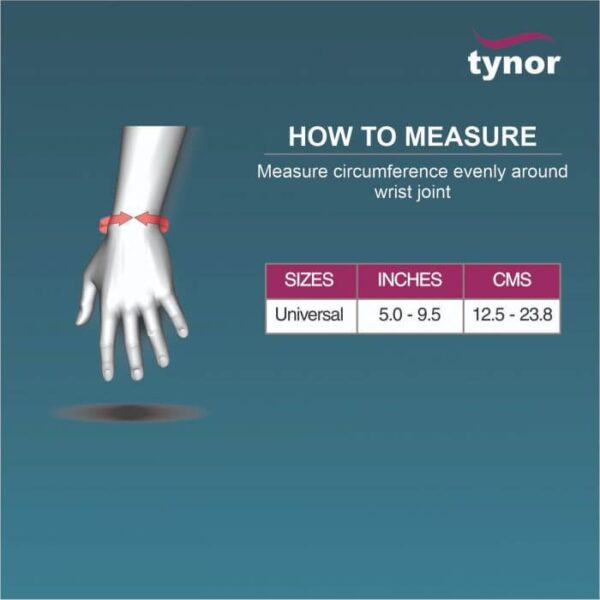 tynor
HOW TO MEASURE
Measure circumference evenly around
wrist joint
SIZES INCHES CMS
Universal 5.0 - 9.5 12.5 - 23.8